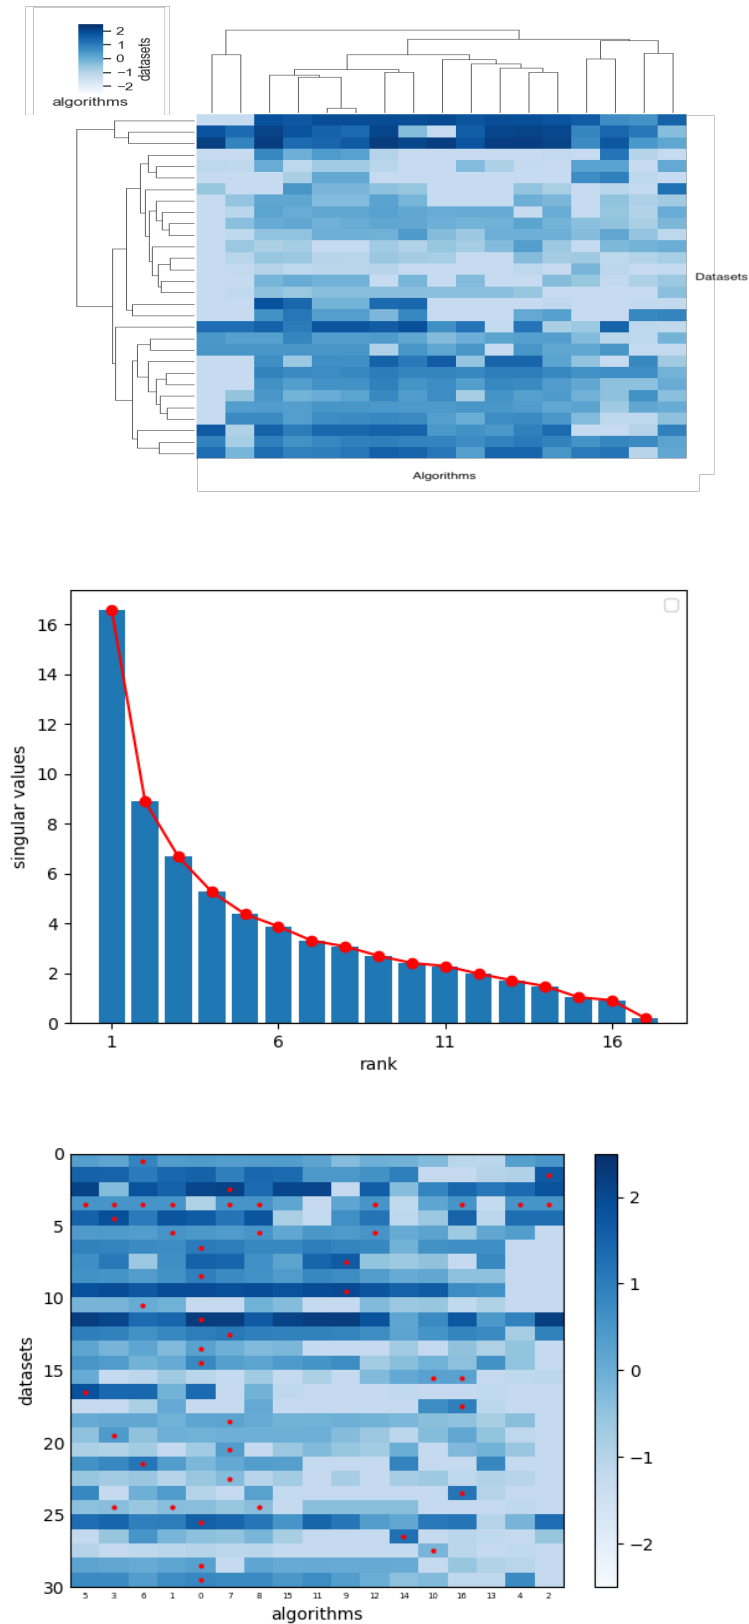 2
1
0
−1
−2
datasets
algorithms
Datasets
Algorithms
16
14
12
10
8
6
4
2
0
singular values
1 6 11 16
rank
0
5
10
15
20
25
30
datasets
5 3 6 1 0 7 8 15 11 9 12 14 10 16 13 4 2
algorithms
2
1
0
−1
−2